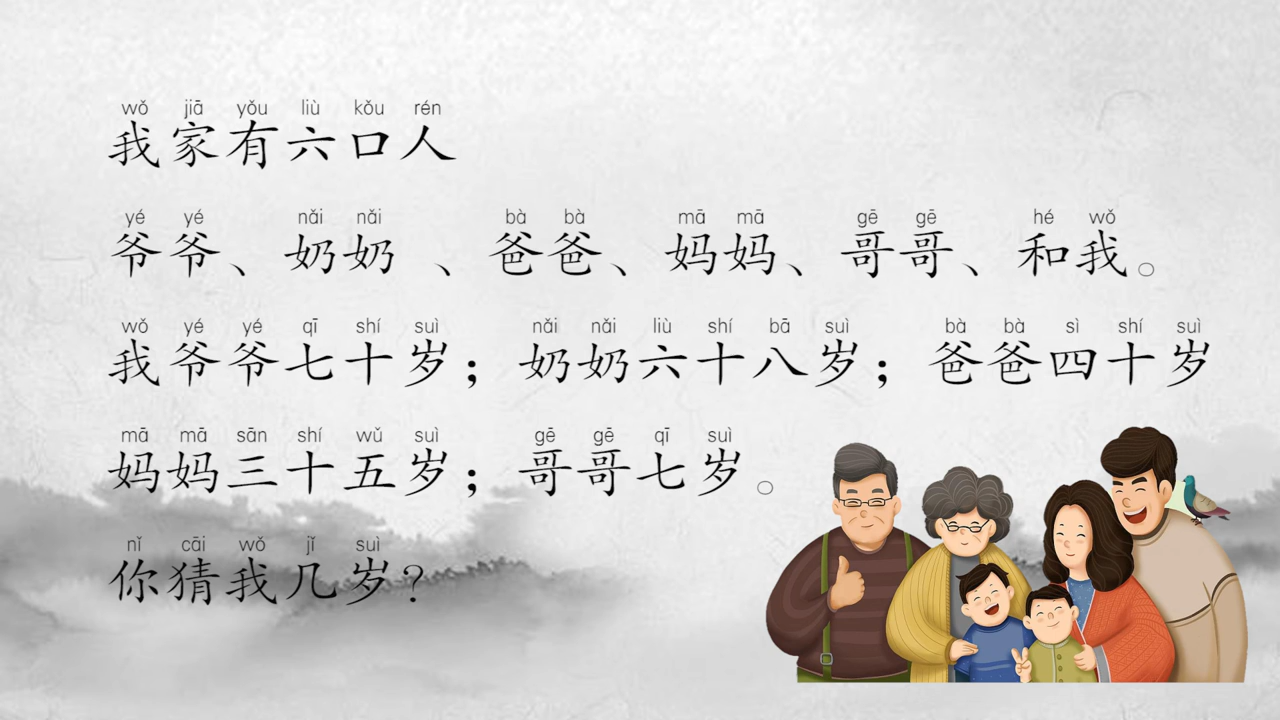 wǒ jiā yǒu liù kǒu rén
我家有六口人
yé yé nǎi nǎi bà bà mā mā gē gē hé wǒ
爷爷、奶奶 、爸爸、妈妈、哥哥、和我。
wǒ yé yé qī shí suì nǎi nǎi liù shí bā suì bà bà sì shí suì
我爷爷七十岁；奶奶六十八岁；爸爸四十岁
mā mā sān shí wǔ suì gē gē qī suì
妈妈三十五岁；哥哥七岁。
nǐ cāi wǒ jǐ suì
你猜我几岁？